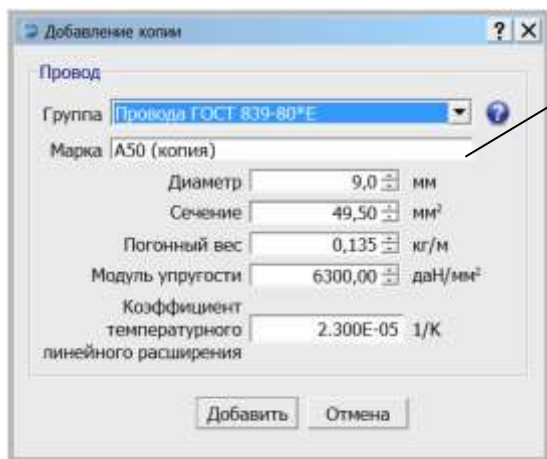 Добавление копии
Провод
Группа Провода ГОСТ 839-80*Е
Марка А50 (копия)
Диаметр 9,0 мм
Сечение 49,50 мм²
Погонный вес 0,135 кг/м
Модуль упругости 6300,00 даН/мм²
Коэффициент
температурного 2.300E-05 1/К
линейного расширения
Добавить Отмена